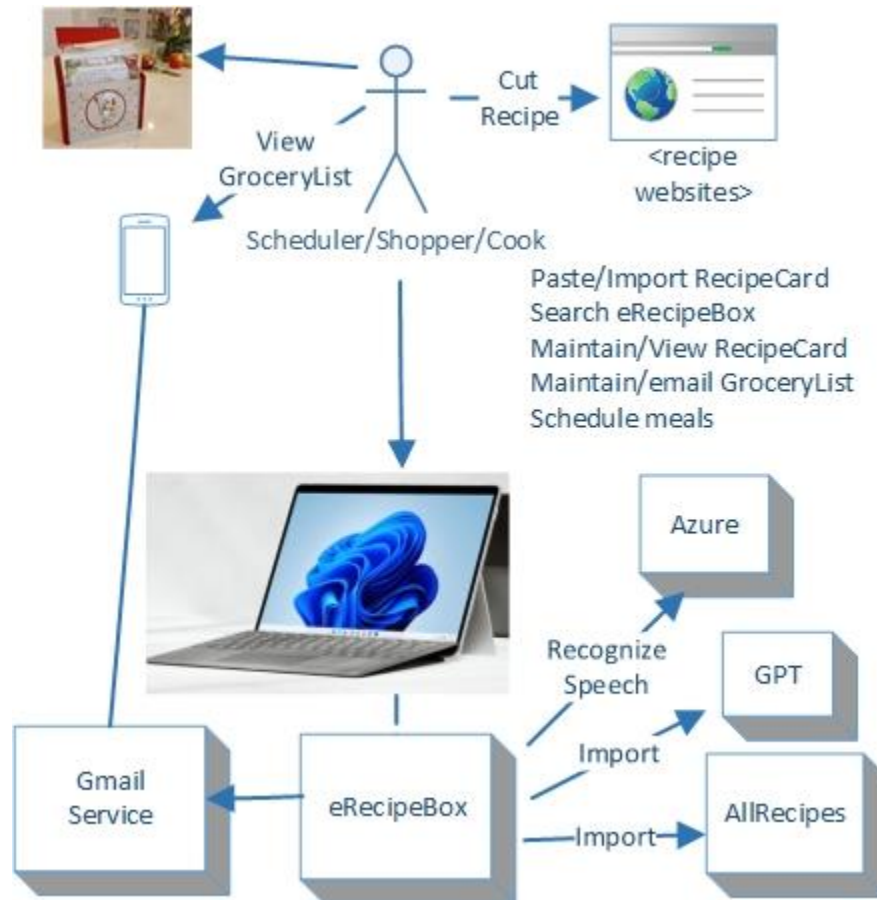 Cut
Recipe
<recipe
websites>
View
GroceryList
Scheduler/Shopper/Cook
Paste/Import RecipeCard
Search eRecipeBox
Maintain/View RecipeCard
Maintain/email GroceryList
Schedule meals
Azure
Recognize
Speech
GPT
Import
Gmail
Service
eRecipeBox
Import
AllRecipes